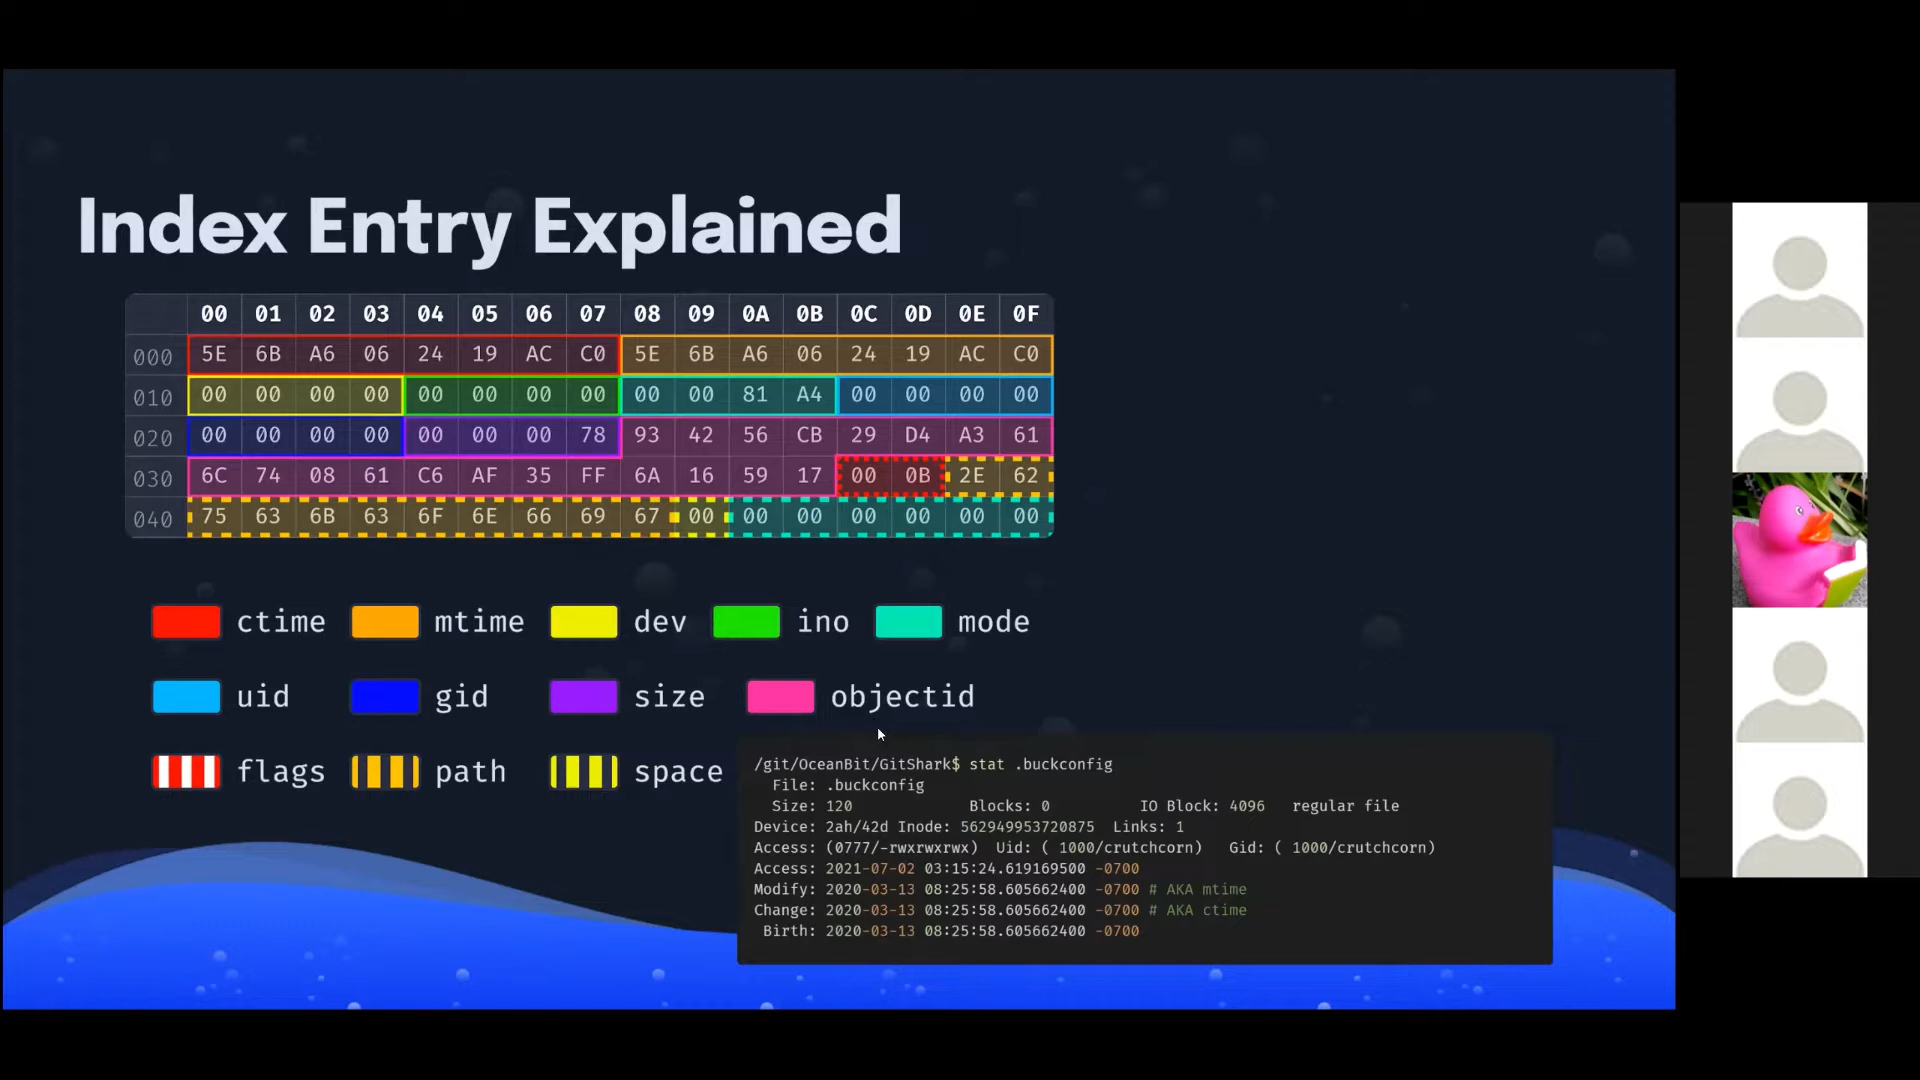 Index Entry Explained
00 01 02 03 04 05 06 07 08 09 0A 0B 0C 0D 0E 0F
000 5E 6B A6 06 24 19 AC C0 5E 6B A6 06 24 19 AC C0
010 00 00 00 00 00 00 00 00 00 00 81 A4 00 00 00 00
020 00 00 00 00 00 00 00 78 93 42 56 CB 29 D4 A3 61
030 6C 74 08 61 C6 AF 35 FF 6A 16 59 17 00 0B 2E 62
040 75 63 6B 63 6F 6E 66 69 67 00 00 00 00 00 00 00
ctime mtime dev ino mode
uid gid size objectid
flags path space
/git/OceanBit/GitShark$ stat .buckconfig
File: .buckconfig
Size: 120 Blocks: 0 IO Block: 4096 regular file
Device: 2ah/42d Inode: 562949953720875 Links: 1
Access: (0777/-rwxrwxrwx) Uid: ( 1000/crutchcorn) Gid: ( 1000/crutchcorn)
Access: 2021-07-02 03:15:24.619169500 -0700
Modify: 2020-03-13 08:25:58.605662400 -0700 # AKA mtime
Change: 2020-03-13 08:25:58.605662400 -0700 # AKA ctime
Birth: 2020-03-13 08:25:58.605662400 -0700